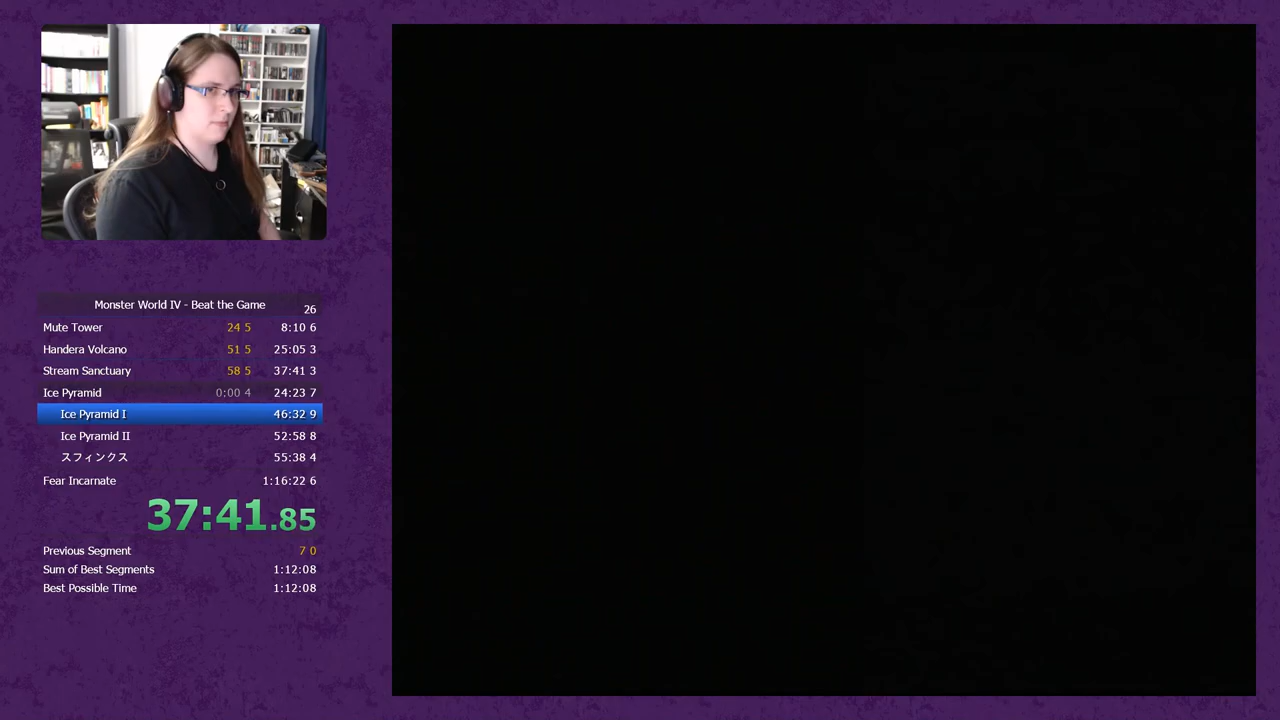 Monster World IV - Beat the Game
26
Mute Tower 24 5 8:10 6
Handera Volcano 51 5 25:05 3
Stream Sanctuary 58 5 37:41 3
Ice Pyramid 0:00 4 24:23 7
Ice Pyramid I 46:32 9
Ice Pyramid II 52:58 8
スフィンクス 55:38 4
Fear Incarnate 1:16:22 6
37:41.85
Previous Segment 7 0
Sum of Best Segments 1:12:08
Best Possible Time 1:12:08